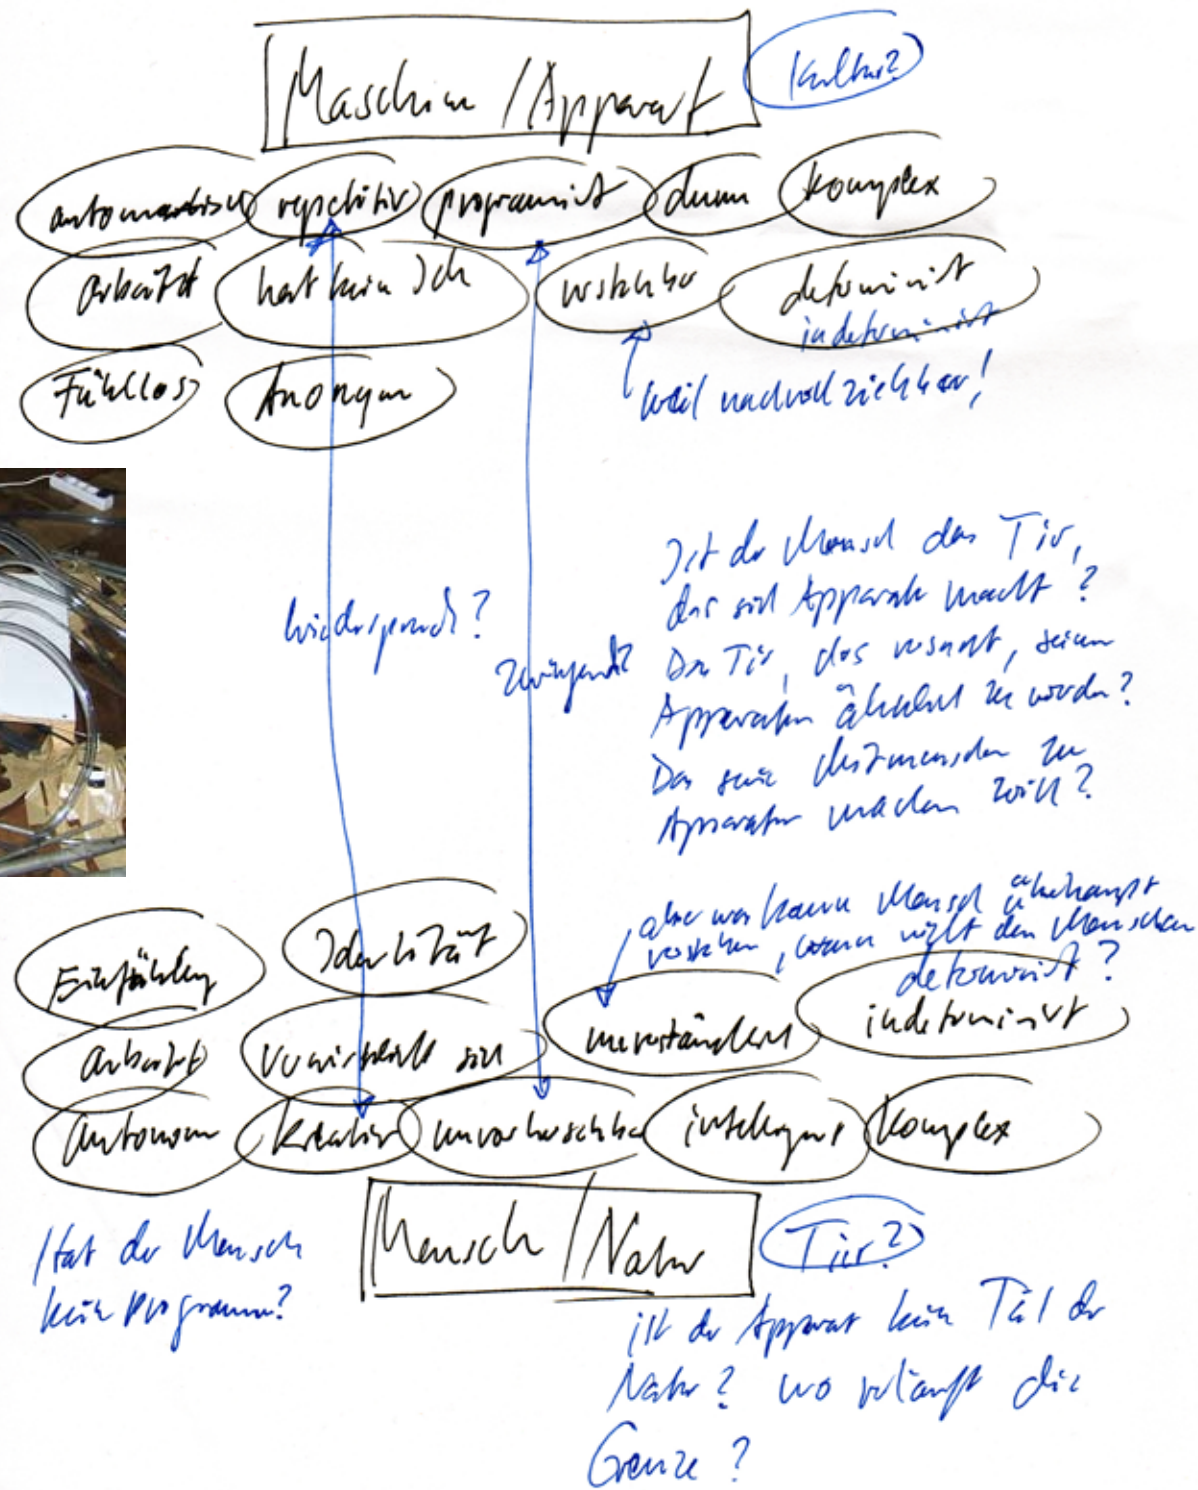 Maschine / Apparat
Kultur?
automatisch repetitiv programmiert dumm komplex
arbeitet hat kein Ich verstehbar determiniert
indeterminiert
Fühllos Anonym
weil nachvollziehbar!
Ist der Mensch das Tier,
das sich Apparate macht?
Das Tier, das versucht, seinen
Apparaten ähnlich zu werden?
Das seine Mitmenschen zu
Apparaten machen will?
Widerspruch?
zwingend?
aber was kann Mensch überhaupt
verstehen, wenn nicht den Menschen
determiniert?
Einfühlung Identität
arbeitet verwirklicht sich unverständlich indeterminiert
Autonom kreativ unvorhersehbar intelligent komplex
Mensch / Natur
Tier?
Hat der Mensch
kein Programm?
ist der Apparat kein Teil der
Natur? wo verläuft die
Grenze?